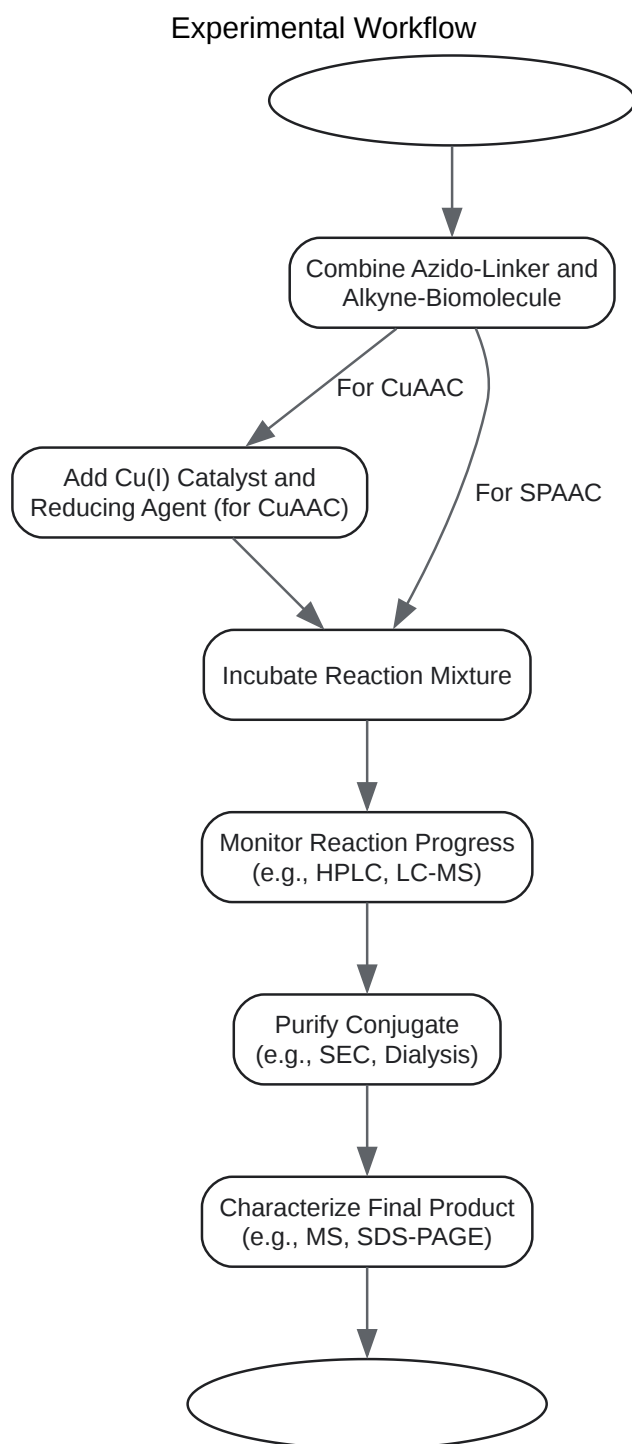 Experimental Workflow
Combine Azido-Linker and
Alkyne-Biomolecule
For CuAAC
Add Cu(I) Catalyst and
Reducing Agent (for CuAAC)
For SPAAC
Incubate Reaction Mixture
Monitor Reaction Progress
(e.g., HPLC, LC-MS)
Purify Conjugate
(e.g., SEC, Dialysis)
Characterize Final Product
(e.g., MS, SDS-PAGE)